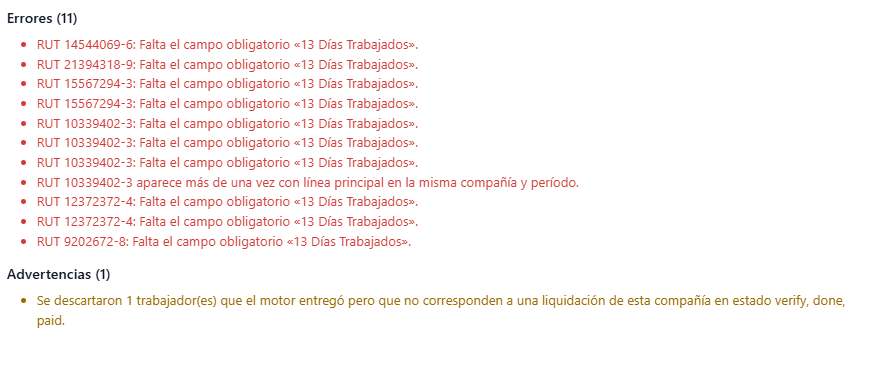 Errores (11)
RUT 14544069-6: Falta el campo obligatorio «13 Días Trabajados».
RUT 21394318-9: Falta el campo obligatorio «13 Días Trabajados».
RUT 15567294-3: Falta el campo obligatorio «13 Días Trabajados».
RUT 15567294-3: Falta el campo obligatorio «13 Días Trabajados».
RUT 10339402-3: Falta el campo obligatorio «13 Días Trabajados».
RUT 10339402-3: Falta el campo obligatorio «13 Días Trabajados».
RUT 10339402-3: Falta el campo obligatorio «13 Días Trabajados».
RUT 10339402-3 aparece más de una vez con línea principal en la misma compañía y período.
RUT 12372372-4: Falta el campo obligatorio «13 Días Trabajados».
RUT 12372372-4: Falta el campo obligatorio «13 Días Trabajados».
RUT 9202672-8: Falta el campo obligatorio «13 Días Trabajados».
Advertencias (1)
Se descartaron 1 trabajador(es) que el motor entregó pero que no corresponden a una liquidación de esta compañía en estado verify, done,
paid.